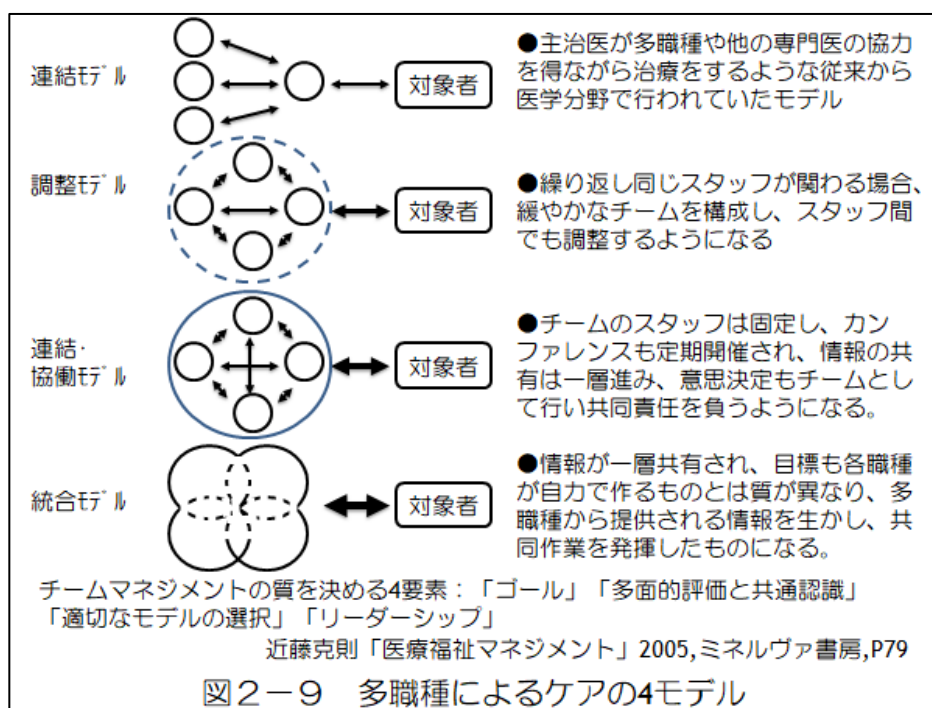 連結モデル
対象者
●主治医が多職種や他の専門医の協力
を得ながら治療をするような従来から
医学分野で行われていたモデル
調整ﾓﾃﾞﾙ
対象者
●繰り返し同じスタッフが関わる場合、
緩やかなチームを構成し、スタッフ間
でも調整するようになる
連結・
協働モデル
対象者
●チームのスタッフは固定し、カン
ファレンスも定期開催され、情報の共
有は一層進み、意思決定もチームとし
て行い共同責任を負うようになる。
統合ﾓﾃﾞﾙ
対象者
●情報が一層共有され、目標も各職種
が自力で作るものとは質が異なり、多
職種から提供される情報を生かし、共
同作業を発揮したものになる。
チームマネジメントの質を決める4要素：「ゴール」「多面的評価と共通認識」
「適切なモデルの選択」「リーダーシップ」
近藤克則「医療福祉マネジメント」2005,ミネルヴァ書房,P79
図２－９　多職種によるケアの4モデル